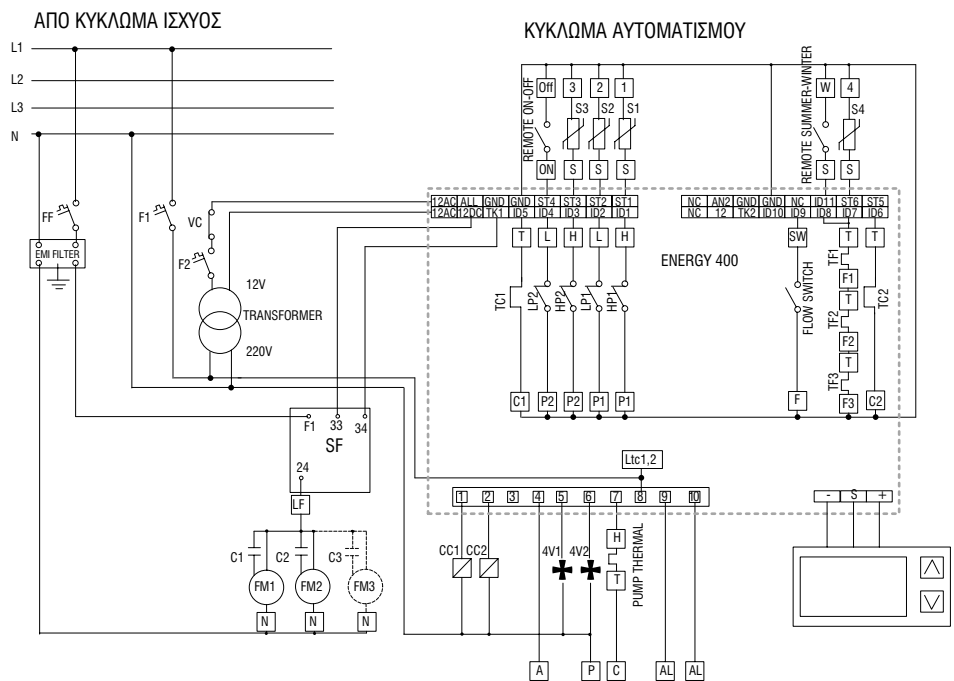 ΑΠΟ ΚΥΚΛΩΜΑ ΙΣΧΥΟΣ
ΚΥΚΛΩΜΑ ΑΥΤΟΜΑΤΙΣΜΟΥ
L1
L2
L3
N
REMOTE ON-OFF
Off 3 2 1
S3 S2 S1
ON S S S
REMOTE SUMMER-WINTER
W 4
S4
S S
12AC ALL GND GND ST4 ST3 ST2 ST1
12AC 12DC TK1 ID5 ID4 ID3 ID2 ID1
NC AN2 GND GND NC ID11 ST6 ST5
NC 12 TK2 ID10 ID9 ID8 ID7 ID6
FF
F1
VC
F2
EMI FILTER
12V
TRANSFORMER
220V
T L H L H
ENERGY 400
SW T T
TC1 LP2 HP2 LP1 HP1
FLOW SWITCH
TF1
F1
T
TF2
F2
T
TF3
F3
TC2
C1 P2 P2 P1 P1
F
C2
F1 33 34
SF
24
LF
C1 C2 C3
FM1 FM2 FM3
N N N
Ltc1,2
1 2 3 4 5 6 7 8 9 10
- S +
CC1 CC2
4V1 4V2
H
T
PUMP THERMAL
A P C AL AL